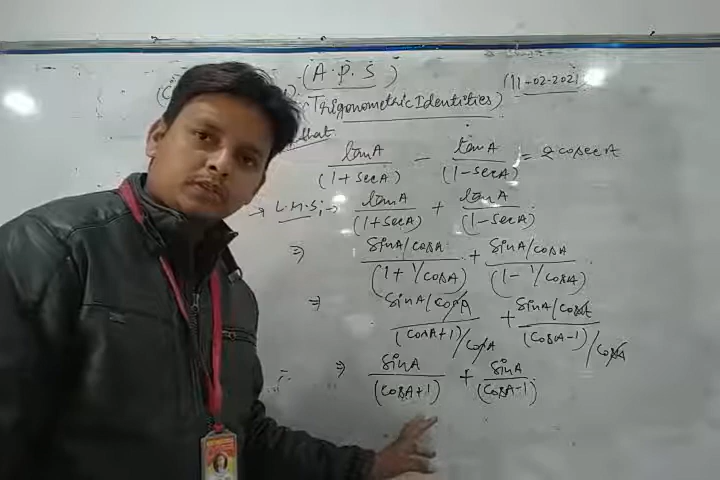 (A.P.S)
(11-02-2021)
Trigonometric Identities)
that
tanA/(1+secA) - tanA/(1-secA) = 2cosecA
→ L.H.S; → tanA/(1+secA) + tanA/(1-secA)
⇒ sinA/cosA/(1+1/cosA) + sinA/cosA/(1-1/cosA)
⇒ sinA/cosA/(cosA+1)/cosA + sinA/cosA/(cosA-1)/cosA
⇒ sinA/(cosA+1) + sinA/(cosA-1)